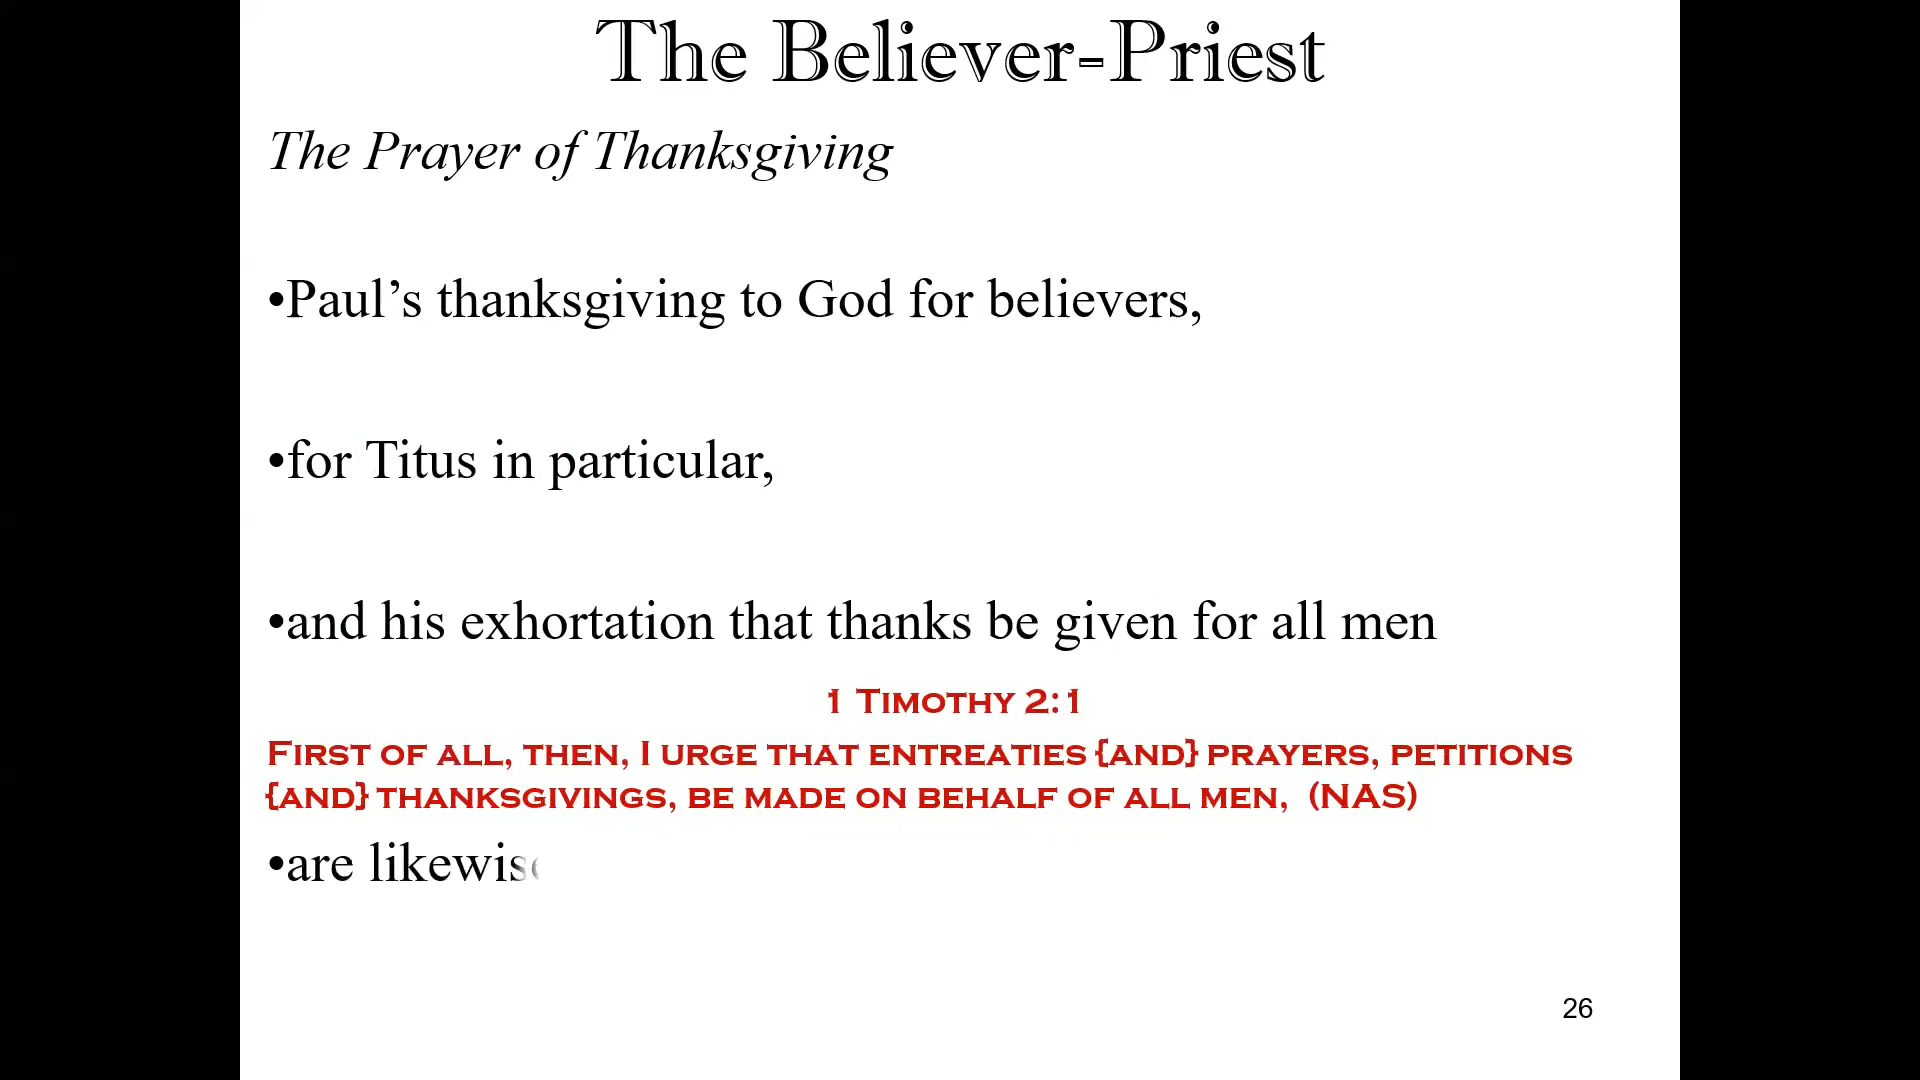 The Believer-Priest
The Prayer of Thanksgiving
•Paul’s thanksgiving to God for believers,
•for Titus in particular,
•and his exhortation that thanks be given for all men
1 Timothy 2:1
First of all, then, I urge that entreaties {and} prayers, petitions
{and} thanksgivings, be made on behalf of all men,  (NAS)
•are likewise
26